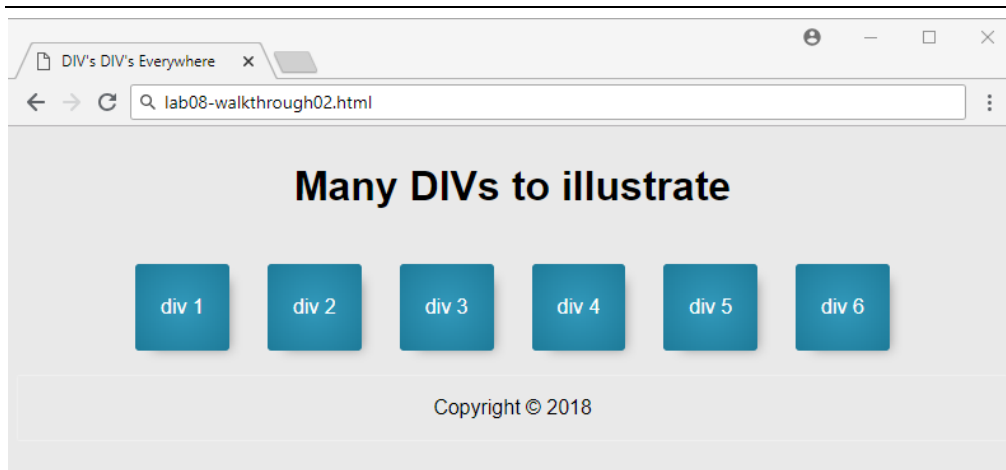 DIV's DIV's Everywhere
lab08-walkthrough02.html
Many DIVs to illustrate
div 1 div 2 div 3 div 4 div 5 div 6
Copyright © 2018